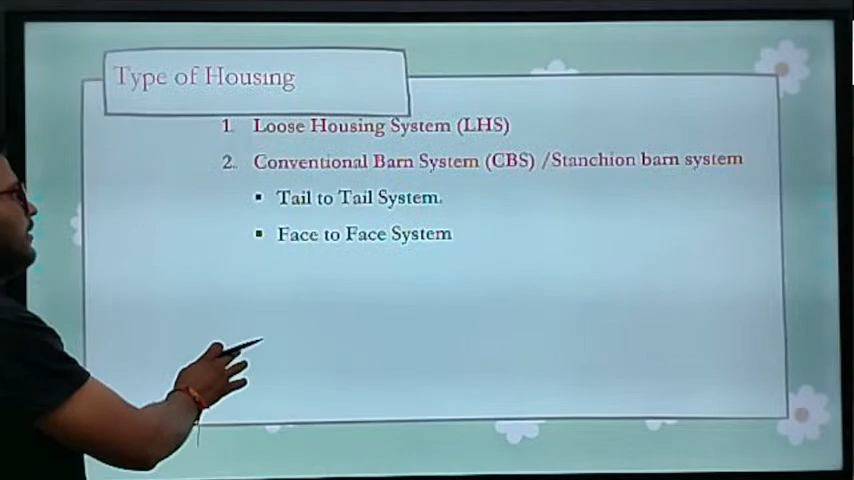 Type of Housing
1. Loose Housing System (LHS)
2. Conventional Barn System (CBS) /Stanchion barn system
▪ Tail to Tail System.
▪ Face to Face System